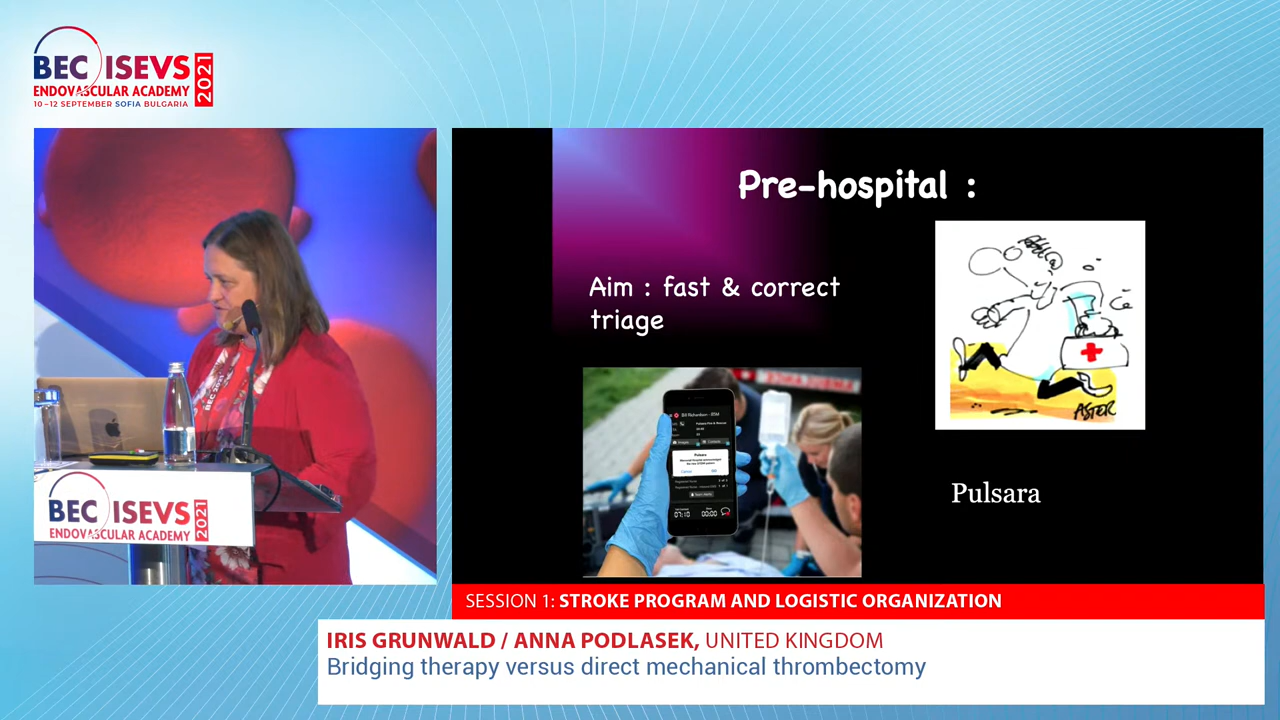 BEC ISEVS 2021
ENDOVASCULAR ACADEMY
10–12 SEPTEMBER SOFIA BULGARIA
BEC ISEVS 2021
ENDOVASCULAR ACADEMY
Pre-hospital :
Aim : fast & correct
triage
ASTER
Pulsara
SESSION 1: STROKE PROGRAM AND LOGISTIC ORGANIZATION
IRIS GRUNWALD / ANNA PODLASEK, UNITED KINGDOM
Bridging therapy versus direct mechanical thrombectomy